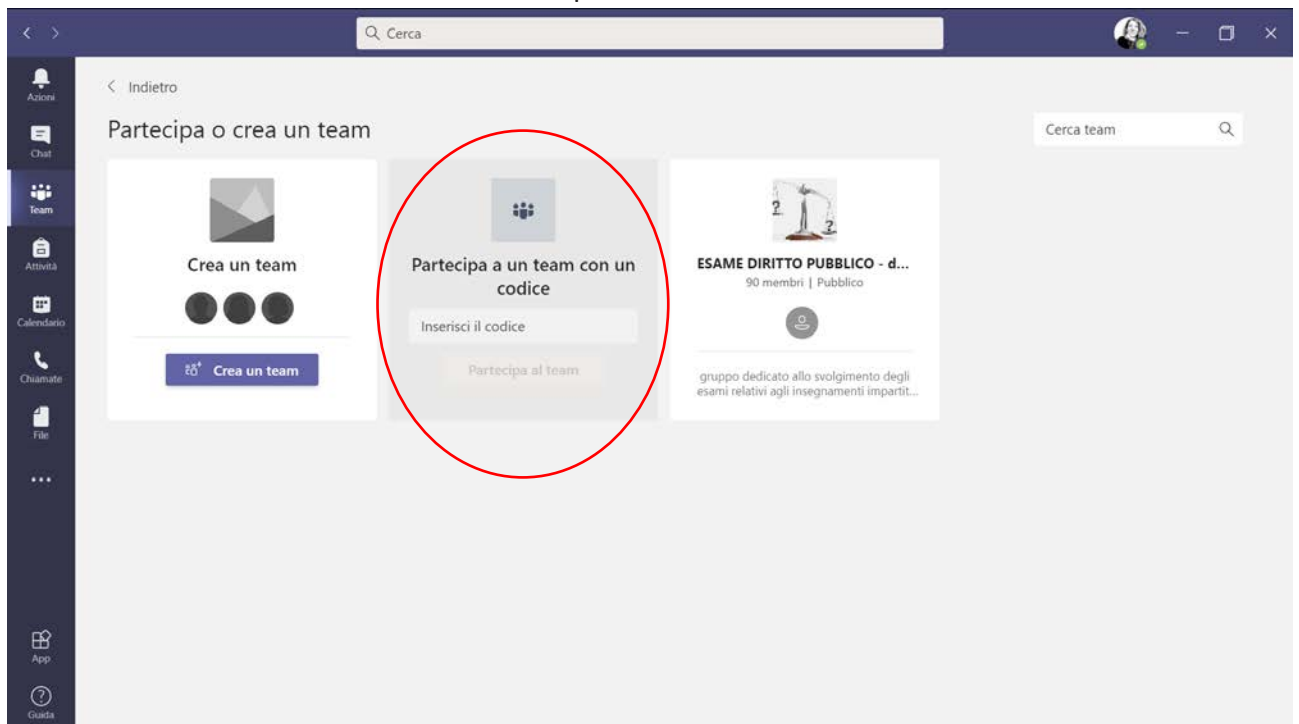 Cerca
Azioni
Chat
Team
Attività
Calendario
Chiamate
File
App
Guida
Indietro
Partecipa o crea un team
Cerca team
Crea un team
Crea un team
Partecipa a un team con un
codice
Inserisci il codice
Partecipa al team
?
?
ESAME DIRITTO PUBBLICO - d...
90 membri | Pubblico
gruppo dedicato allo svolgimento degli
esami relativi agli insegnamenti impartit...